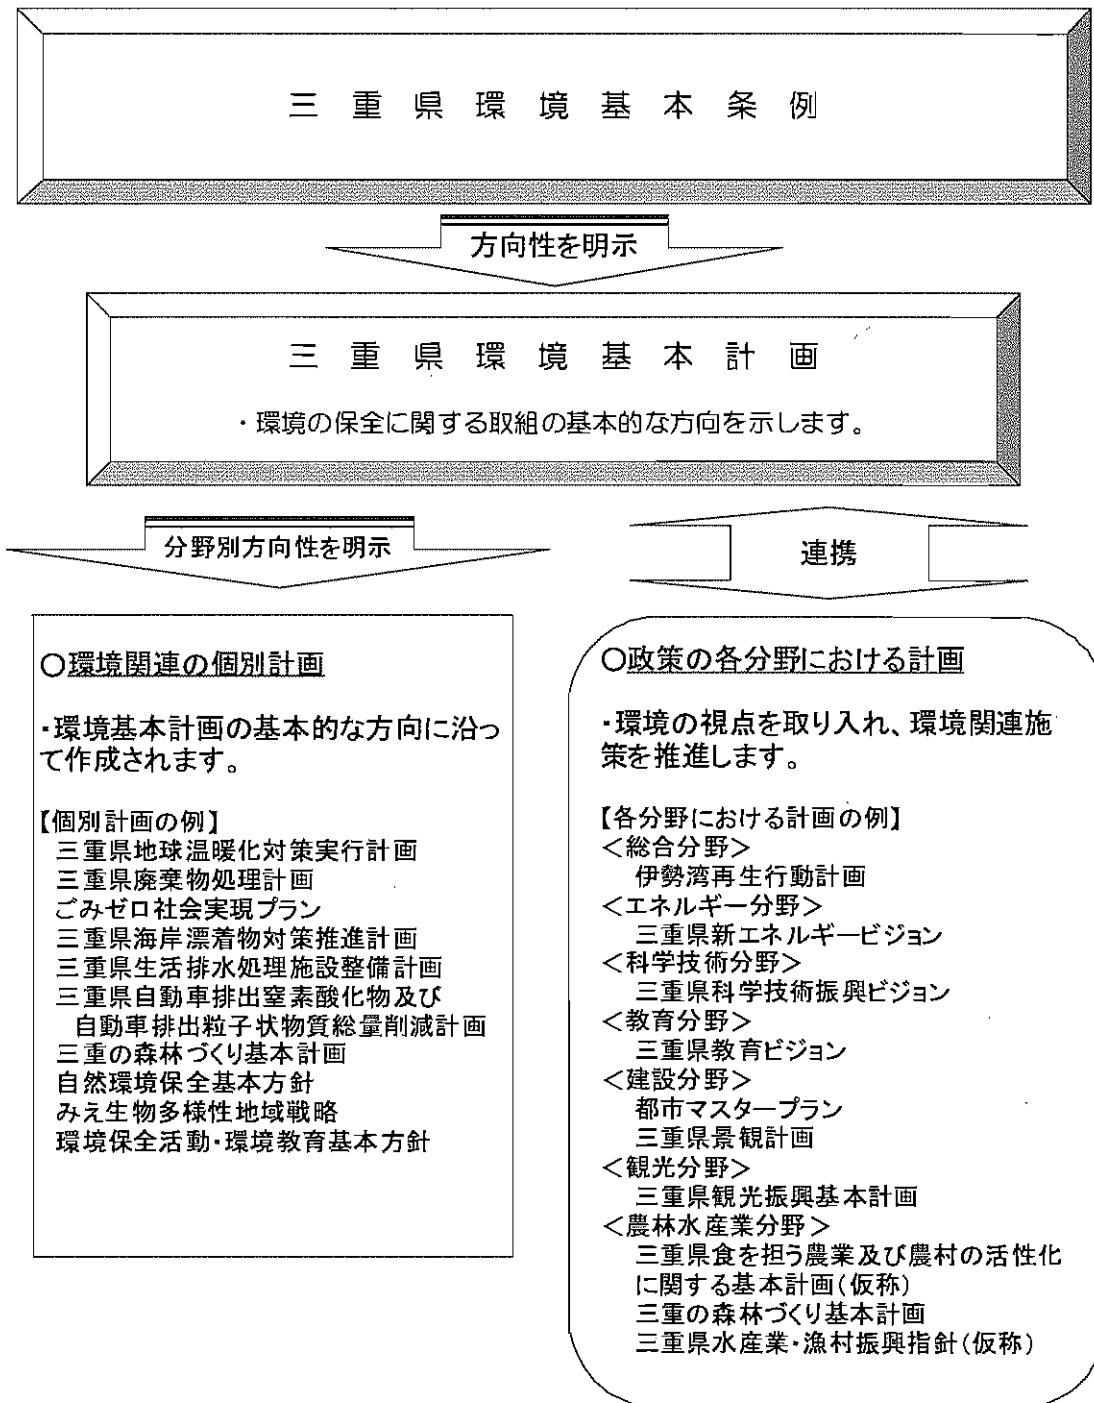 三重県環境基本条例
方向性を明示
三重県環境基本計画
・環境の保全に関する取組の基本的な方向を示します。
分野別方向性を明示
連携
○環境関連の個別計画
・環境基本計画の基本的な方向に沿っ
て作成されます。
【個別計画の例】
三重県地球温暖化対策実行計画
三重県廃棄物処理計画
ごみゼロ社会実現プラン
三重県海岸漂着物対策推進計画
三重県生活排水処理施設整備計画
三重県自動車排出窒素酸化物及び
自動車排出粒子状物質総量削減計画
三重の森林づくり基本計画
自然環境保全基本方針
みえ生物多様性地域戦略
環境保全活動・環境教育基本方針
○政策の各分野における計画
・環境の視点を取り入れ、環境関連施
策を推進します。
【各分野における計画の例】
＜総合分野＞
伊勢湾再生行動計画
＜エネルギー分野＞
三重県新エネルギービジョン
＜科学技術分野＞
三重県科学技術振興ビジョン
＜教育分野＞
三重県教育ビジョン
＜建設分野＞
都市マスタープラン
三重県景観計画
＜観光分野＞
三重県観光振興基本計画
＜農林水産業分野＞
三重県食を担う農業及び農村の活性化
に関する基本計画(仮称)
三重の森林づくり基本計画
三重県水産業・漁村振興指針(仮称)